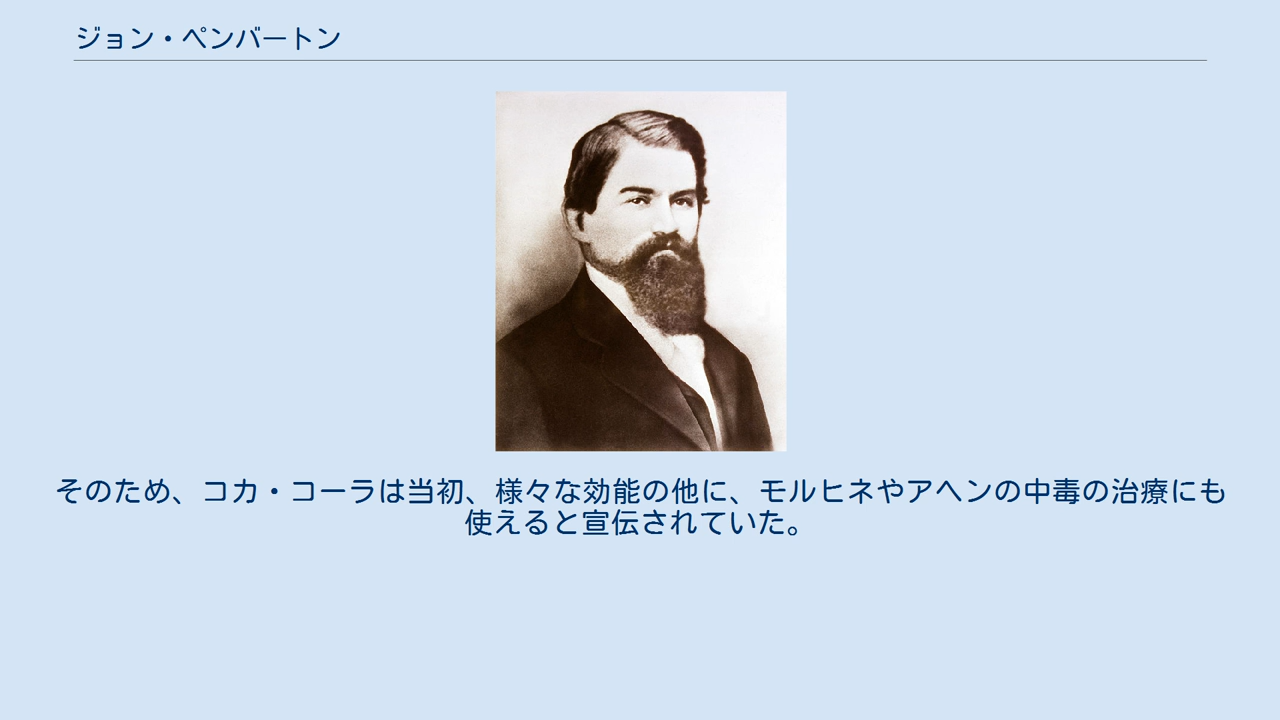 ジョン・ペンバートン
そのため、コカ・コーラは当初、様々な効能の他に、モルヒネやアヘンの中毒の治療にも
使えると宣伝されていた。